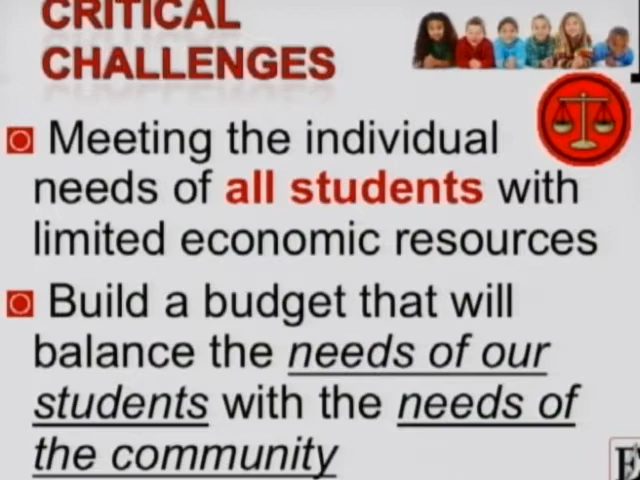 CRITICAL
CHALLENGES
Meeting the individual
needs of all students with
limited economic resources
Build a budget that will
balance the needs of our
students with the needs of
the community
E